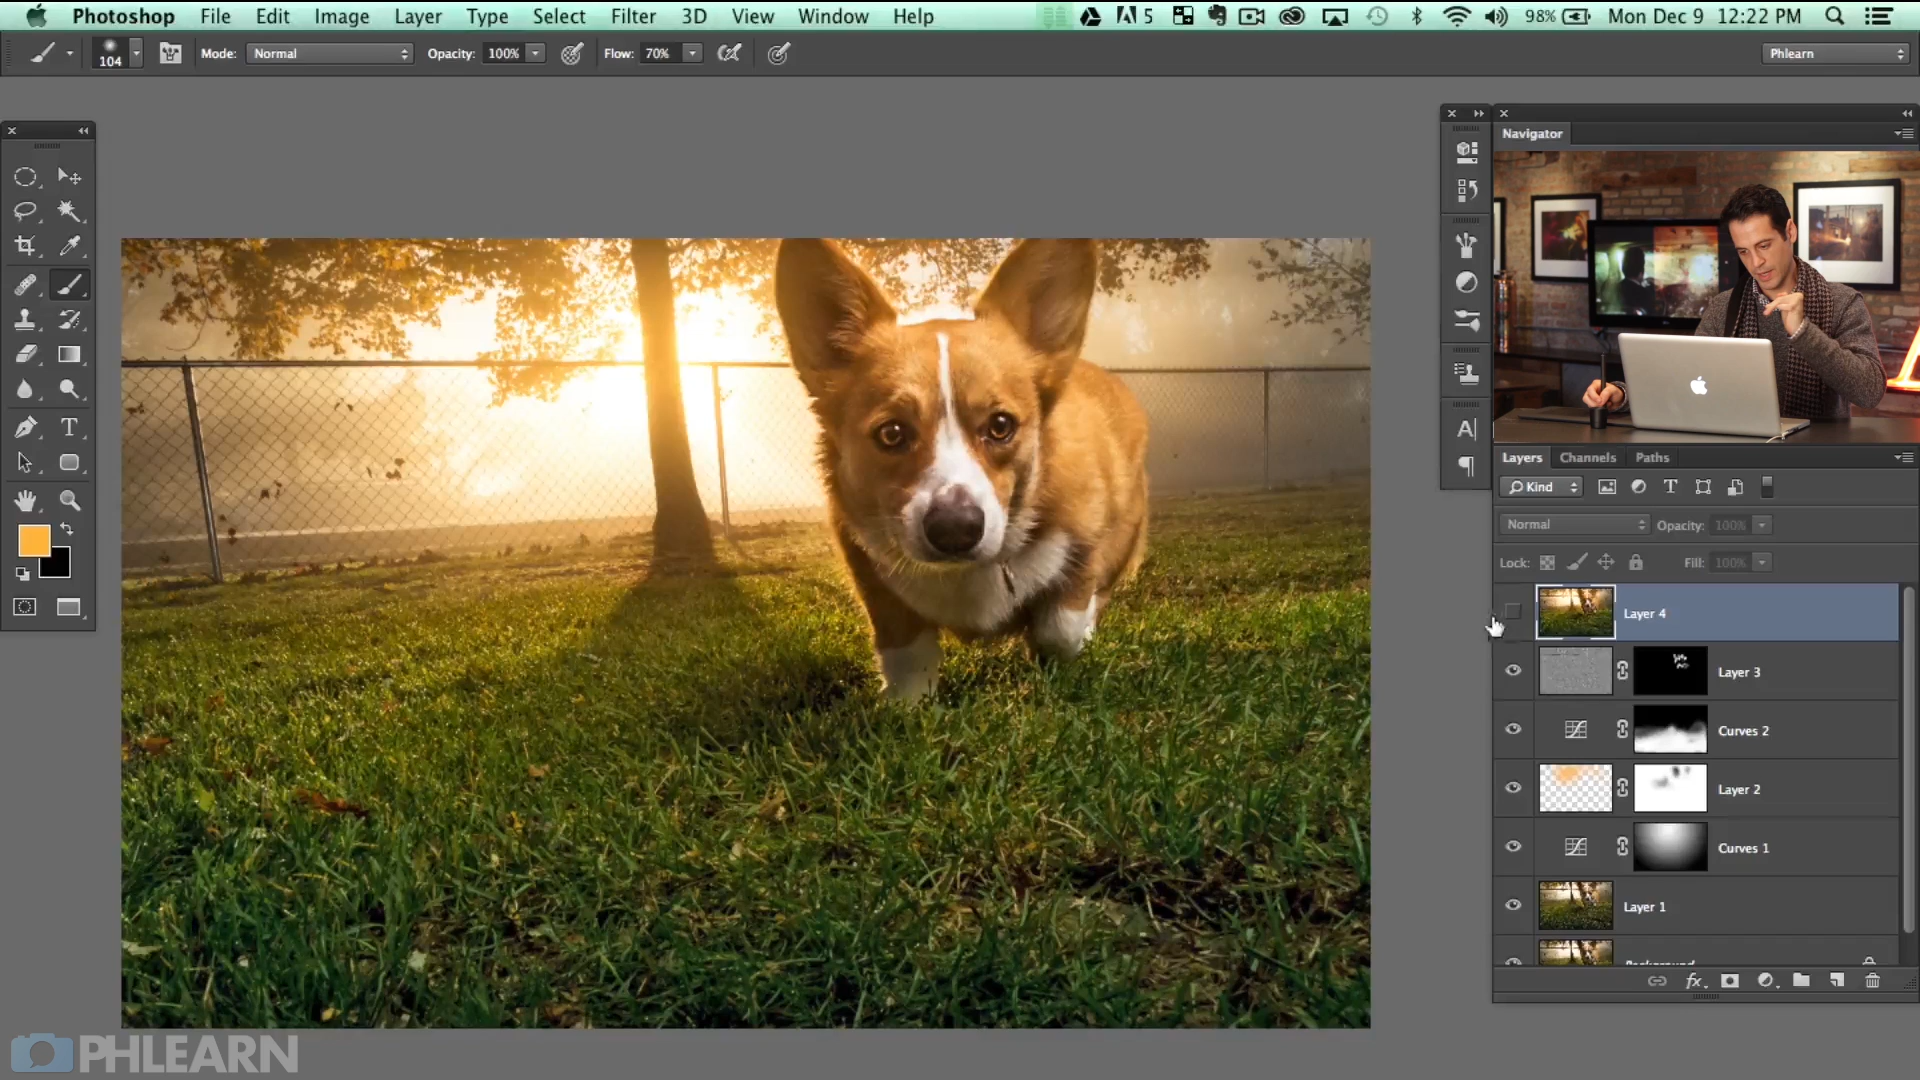 Photoshop File Edit Image Layer Type Select Filter 3D View Window Help
5 98% Mon Dec 9 12:22 PM
104 Mode: Normal Opacity: 100% Flow: 70% Phlearn
Navigator
Layers Channels Paths
Kind
Normal Opacity: 100%
Lock: Fill: 100%
Layer 4
Layer 3
Curves 2
Layer 2
Curves 1
Layer 1
Background
fx
PHLEARN